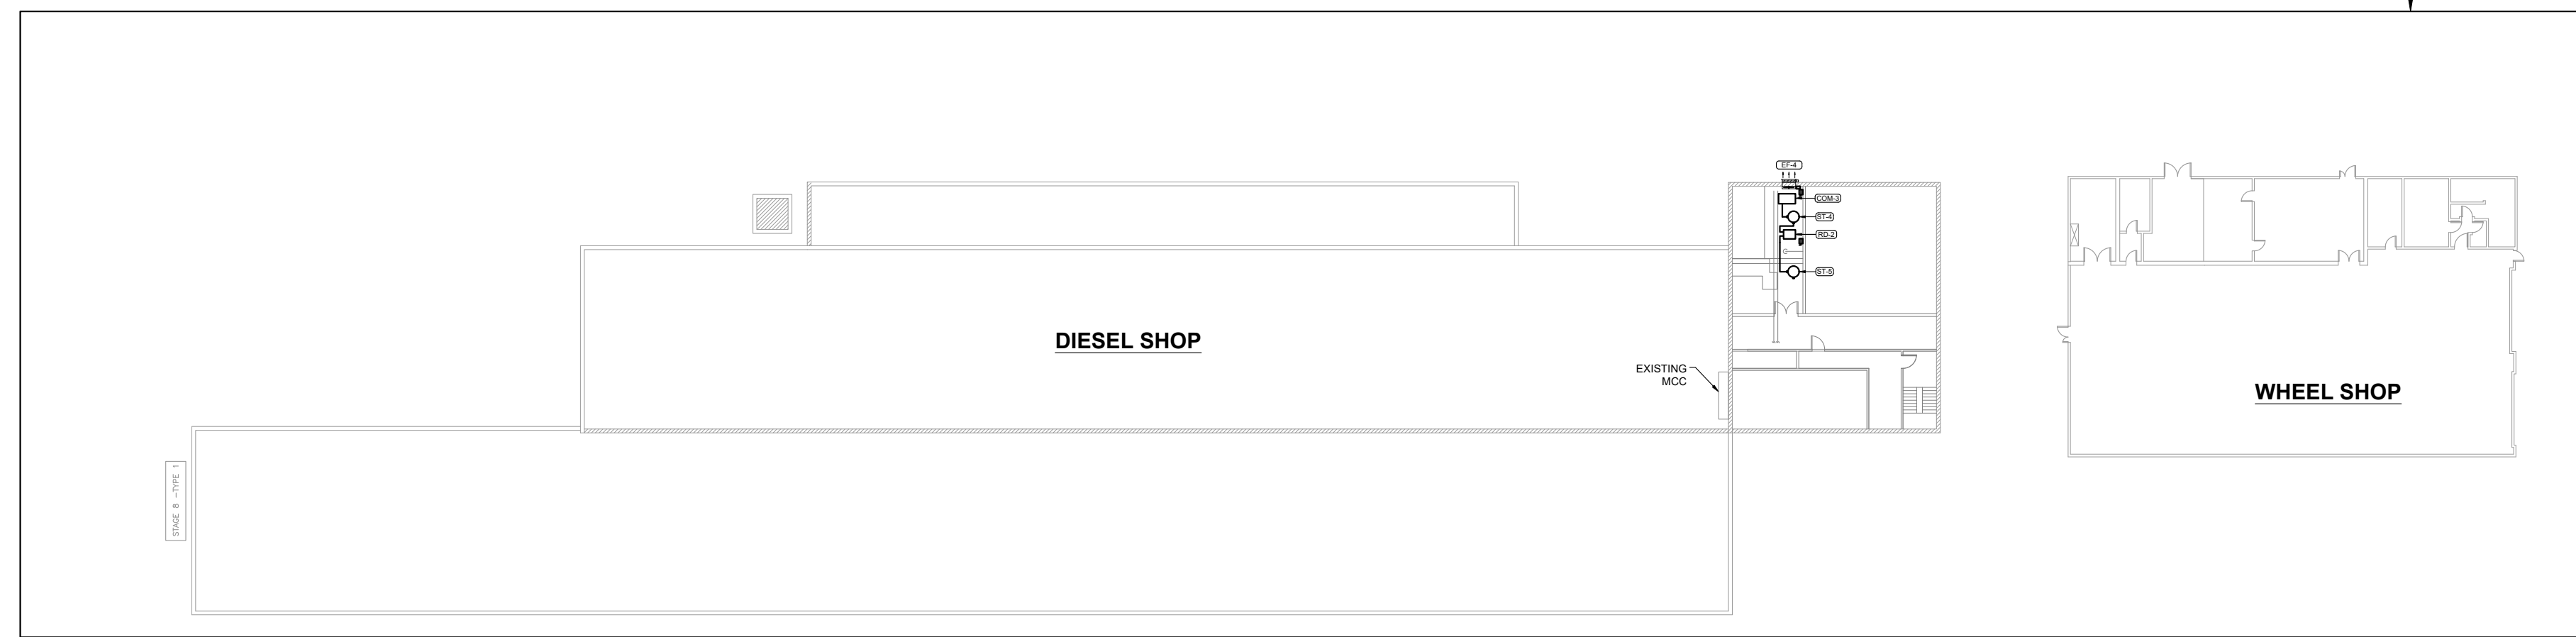 EF-4
COM-3
ST-4
RD-2
ST-5
DIESEL SHOP
EXISTING
MCC
WHEEL SHOP
STAGE 8 -TYPE 1